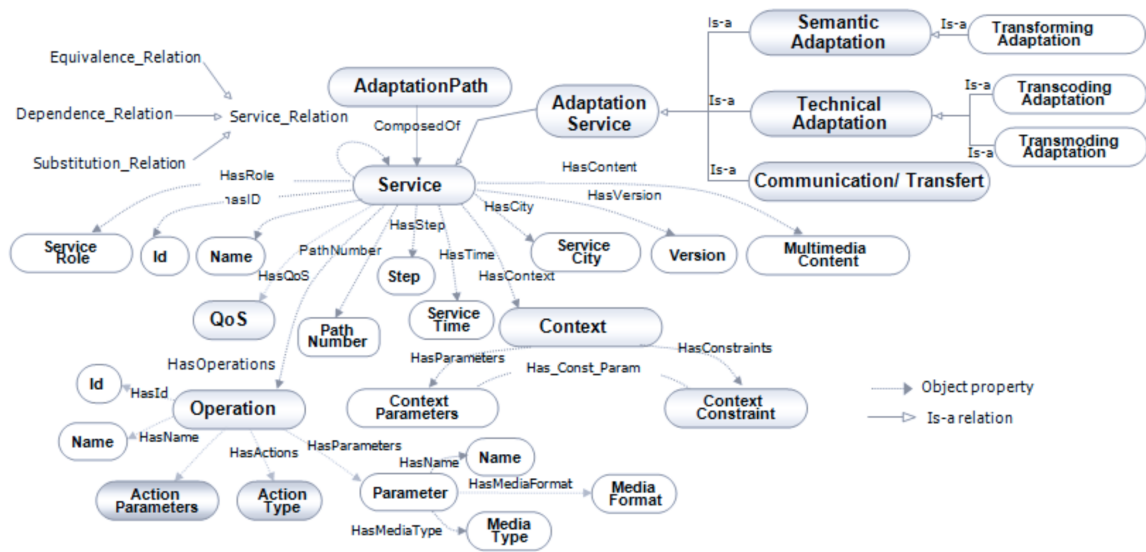 Semantic
Adaptation
Is-a
Is-a
Transforming
Adaptation
Equivalence_Relation
AdaptationPath
Adaptation
Service
Is-a
Technical
Adaptation
Is-a
Transcoding
Adaptation
Dependence_Relation
Service_Relation
ComposedOf
Is-a
Transmoding
Adaptation
Substitution_Relation
HasContent
Is-a
Communication/ Transfert
HasRole
Service
HasVersion
hasID
HasCity
HasStep
Service
Role
Id
Name
PathNumber
HasTime
Service
City
Version
Multimedia
Content
HasQoS
Step
HasContext
QoS
Path
Number
Service
Time
Context
HasOperations
HasParameters
HasConstraints
Has_Const_Param
Id
HasId
Operation
Context
Parameters
Context
Constraint
Object property
Is-a relation
Name
HasName
HasActions
HasParameters
HasName
Name
Action
Parameters
Action
Type
Parameter
HasMediaFormat
Media
Format
HasMediaType
Media
Type